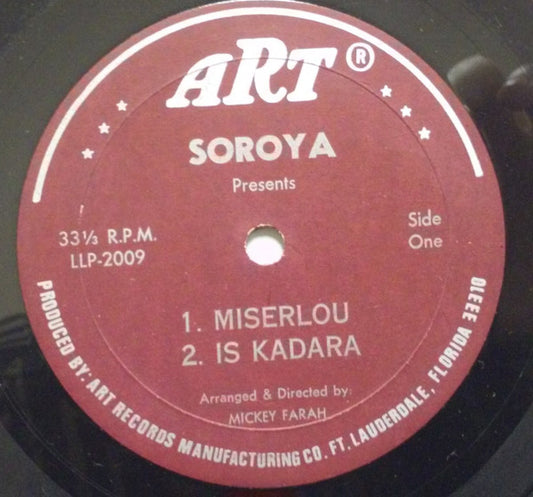 ART®
SOROYA
Presents
33⅓ R.P.M.
LLP-2009
Side
One
1. MISERLOU
2. IS KADARA
Arranged & Directed by:
MICKEY FARAH
PRODUCED BY: ART RECORDS MANUFACTURING CO. FT. LAUDERDALE, FLORIDA 33310